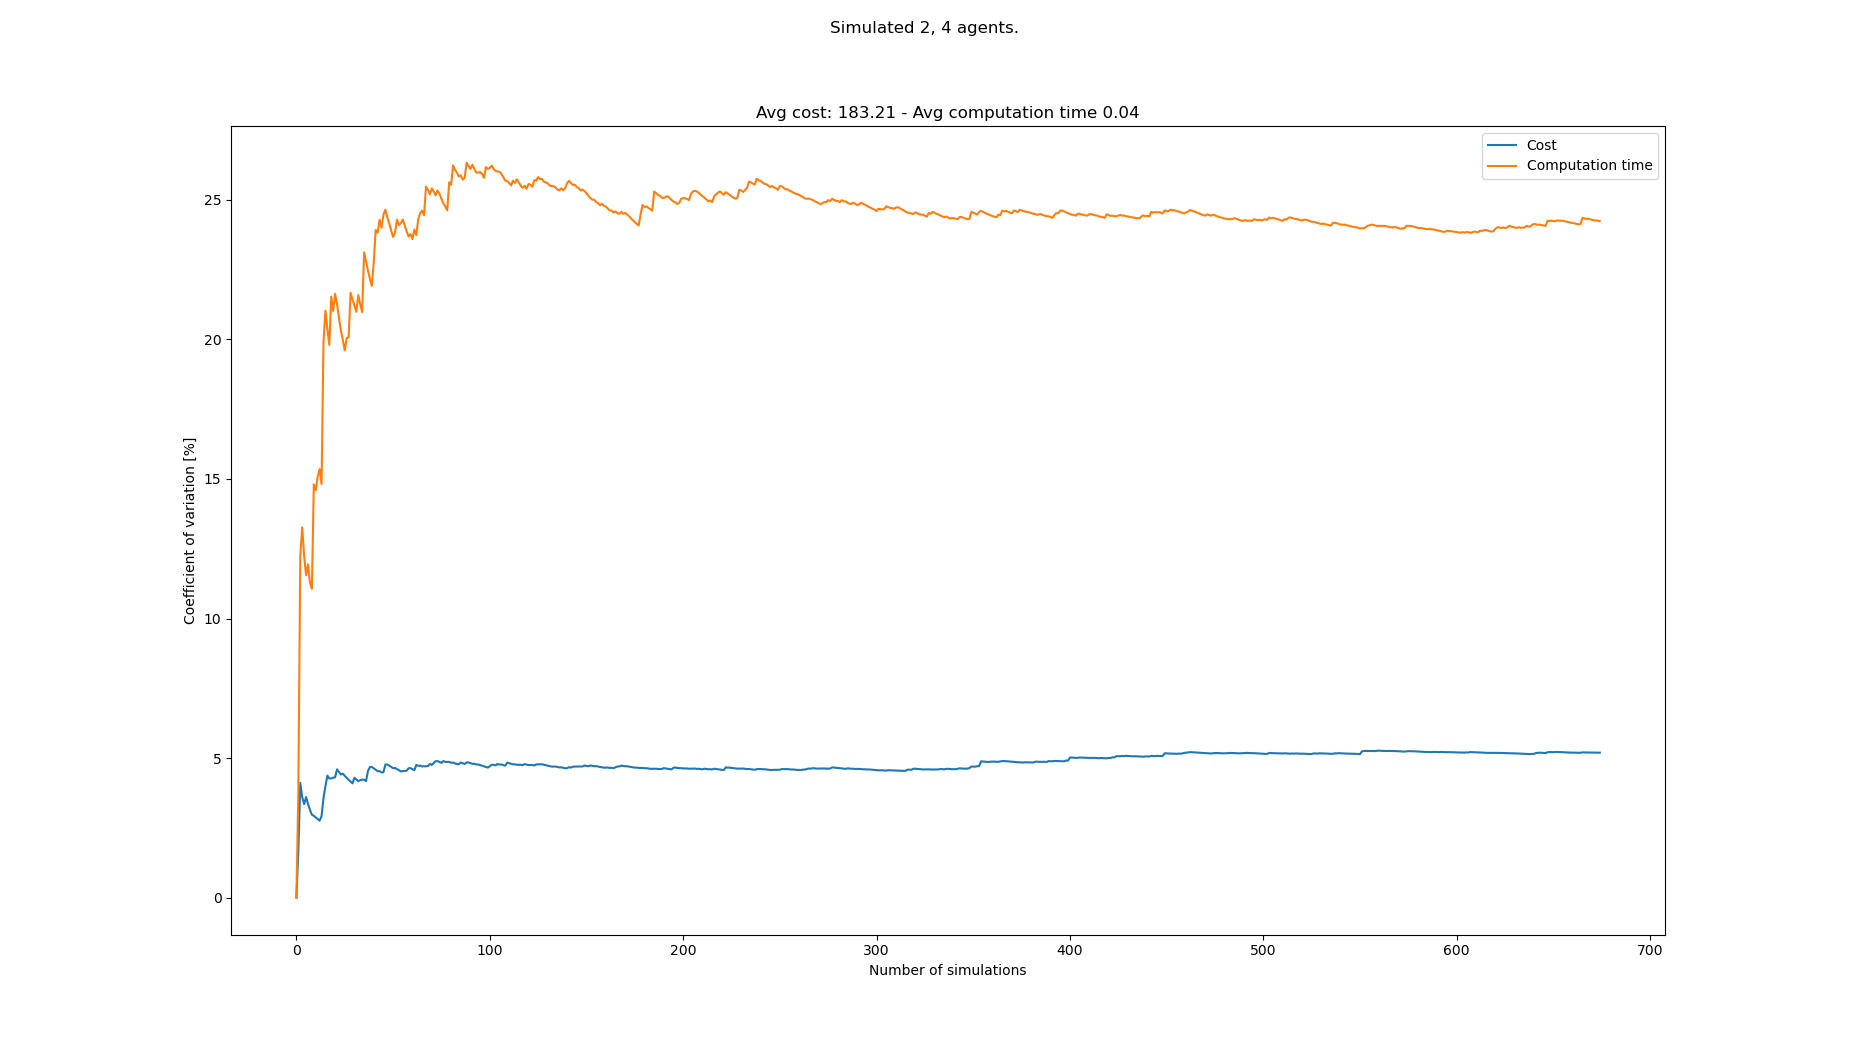 Simulated 2, 4 agents.
Avg cost: 183.21 - Avg computation time 0.04
Cost
Computation time
25
20
15
10
5
0
Coefficient of variation [%]
0 100 200 300 400 500 600 700
Number of simulations